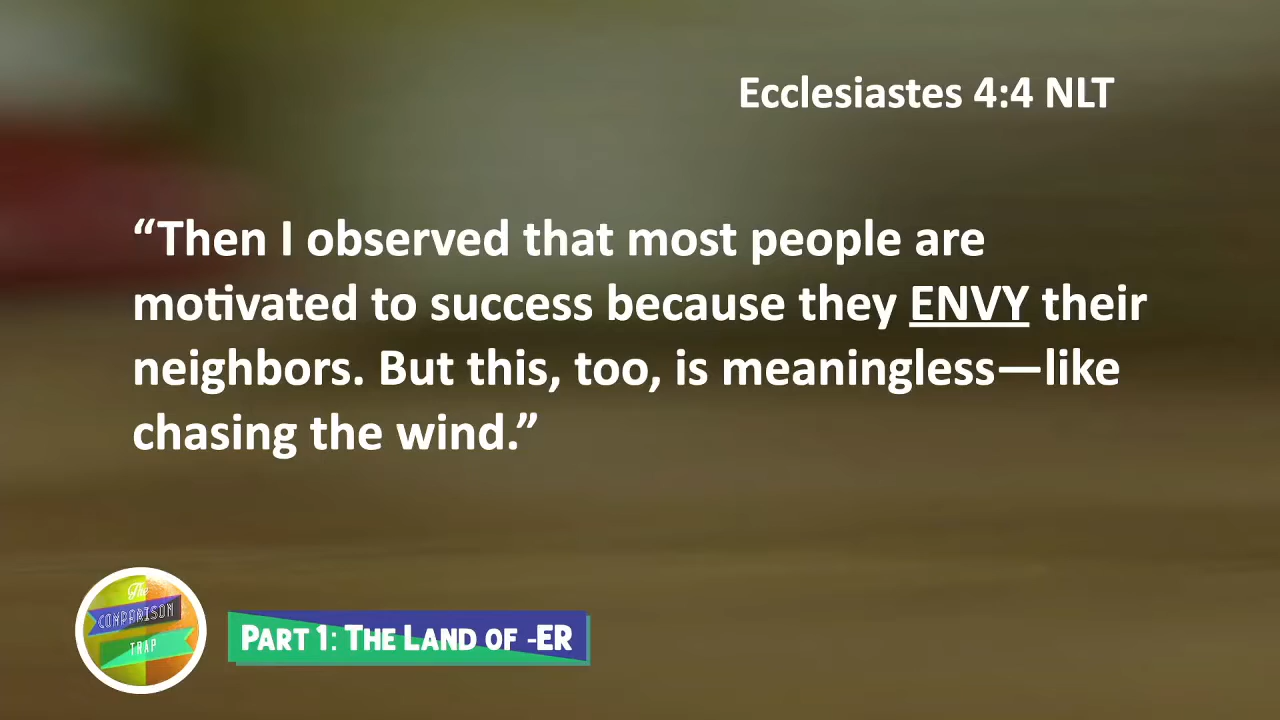 Ecclesiastes 4:4 NLT
“Then I observed that most people are
motivated to success because they ENVY their
neighbors. But this, too, is meaningless—like
chasing the wind.”
The
COMPARISON
TRAP
PART 1: THE LAND OF -ER